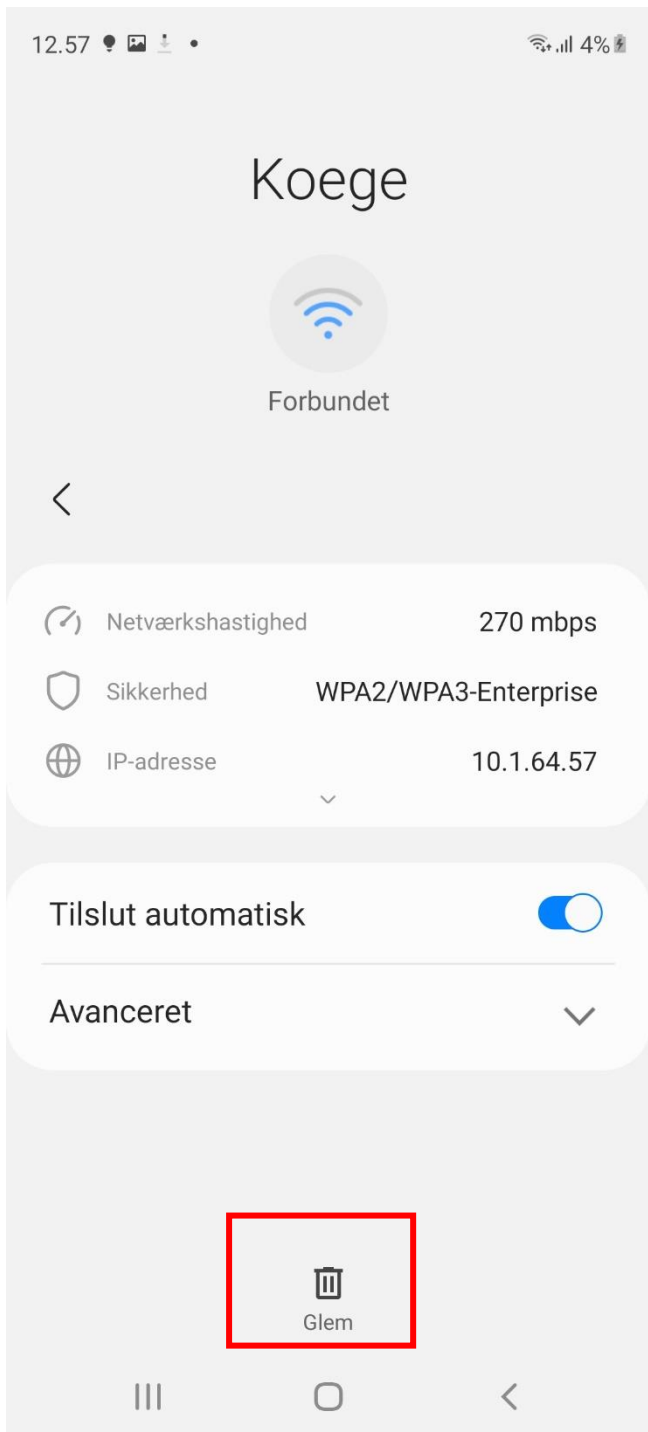 12.57 4%
Koege
Forbundet
Netværkshastighed 270 mbps
Sikkerhed WPA2/WPA3-Enterprise
IP-adresse 10.1.64.57
Tilslut automatisk
Avanceret
Glem